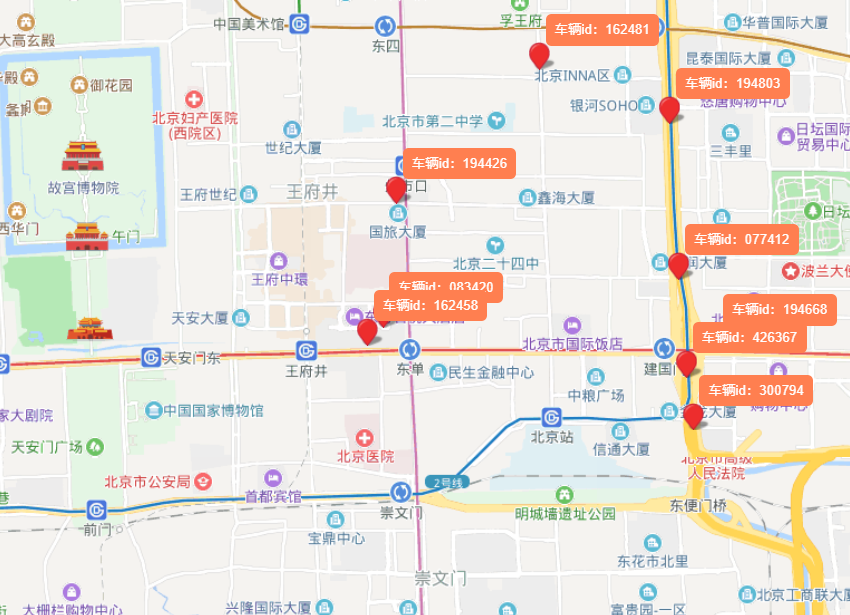 孚王府
车辆id：162481
华普国际大厦
中国美术馆
东四
大高玄殿
昆泰国际大厦
北京INNA区
车辆id：194803
御花园
银河SOHO
悠唐购物中心
北京妇产医院
(西院区)
北京市第二中学
世纪大厦
三丰里
日坛国际
贸易中心
车辆id：194426
市口
故宫博物院
王府世纪
王府井
鑫海大厦
西华门
国旅大厦
日坛
午门
北京二十四中
车辆id：077412
润大厦
王府中環
波兰大使
车辆id：083420
车辆id：162458
车辆id：194668
天安大厦
车辆id：426367
北京市国际饭店
天安门东
王府井
东单
建国门
民生金融中心
车辆id：300794
中粮广场
购物中心
中国国家博物馆
家大剧院
北京站
天安门广场
信通大厦
北京医院
北京市高级
人民法院
北京市公安局
2号线
首都宾馆
巷
崇文门
明城墙遗址公园
东便门桥
前门
宝鼎中心
东花市北里
崇文门
大栅栏购物中心
兴隆国际大厦
富贵园-一区
北京工商联大厦